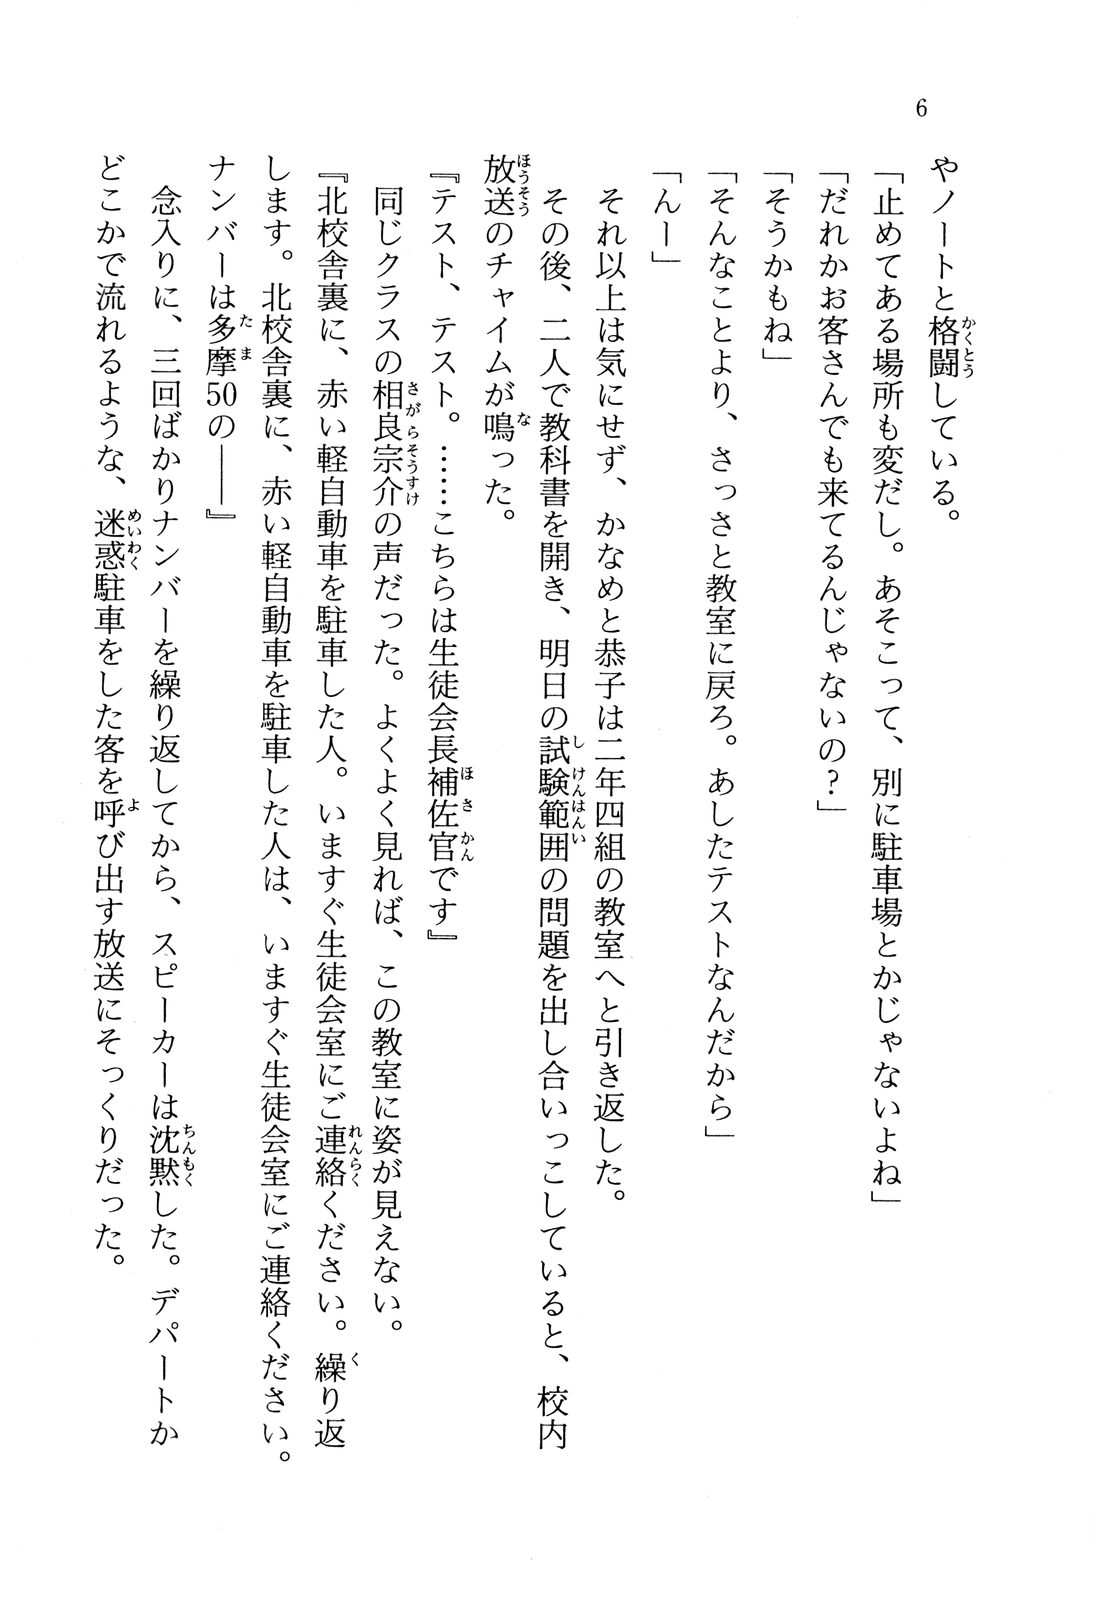 6
やノートと格闘している。
「止めてある場所も変だし。あそこって、別に駐車場とかじゃないよね」
「だれかお客さんでも来てるんじゃないの?」
「そうかもね」
「そんなことより、さっさと教室に戻ろ。あしたテストなんだから」
「んー」
　それ以上は気にせず、かなめと恭子は二年四組の教室へと引き返した。
　その後、二人で教科書を開き、明日の試験範囲の問題を出し合いっこしていると、校内
放送のチャイムが鳴った。
『テスト、テスト。……こちらは生徒会長補佐官です』
　同じクラスの相良宗介の声だった。よくよく見れば、この教室に姿が見えない。
『北校舎裏に、赤い軽自動車を駐車した人。いますぐ生徒会室にご連絡ください。繰り返
します。北校舎裏に、赤い軽自動車を駐車した人は、いますぐ生徒会室にご連絡ください。
ナンバーは多摩50の――』
　念入りに、三回ばかりナンバーを繰り返してから、スピーカーは沈黙した。デパートか
どこかで流れるような、迷惑駐車をした客を呼び出す放送にそっくりだった。